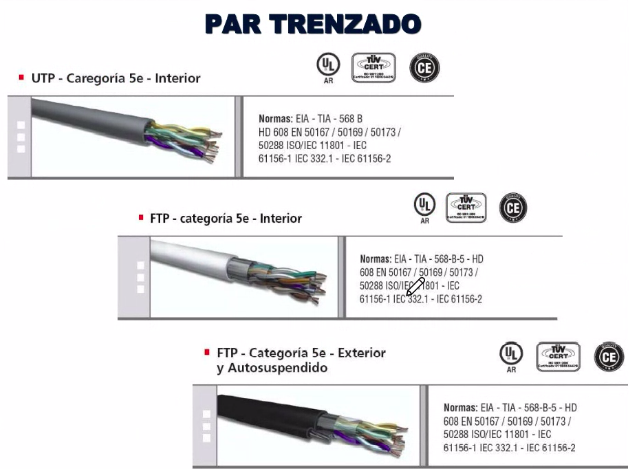 PAR TRENZADO
UTP - Caregoria 5e - Interior
UL
AR
TÜV
CERT
CE
Normas: EIA - TIA - 568 B
HD 608 EN 50167 / 50169 / 50173 /
50288 ISO/IEC 11801 - IEC
61156-1 IEC 332.1 - IEC 61156-2
FTP - categoría 5e - Interior
UL
AR
TÜV
CERT
CE
Normas: EIA - TIA - 568-B-5 - HD
608 EN 50167 / 50169 / 50173 /
50288 ISO/IEC 11801 - IEC
61156-1 IEC 332.1 - IEC 61156-2
FTP - Categoría 5e - Exterior
y Autosuspendido
UL
AR
TÜV
CERT
CE
Normas: EIA - TIA - 568-B-5 - HD
608 EN 50167 / 50169 / 50173 /
50288 ISO/IEC 11801 - IEC
61156-1 IEC 332.1 - IEC 61156-2